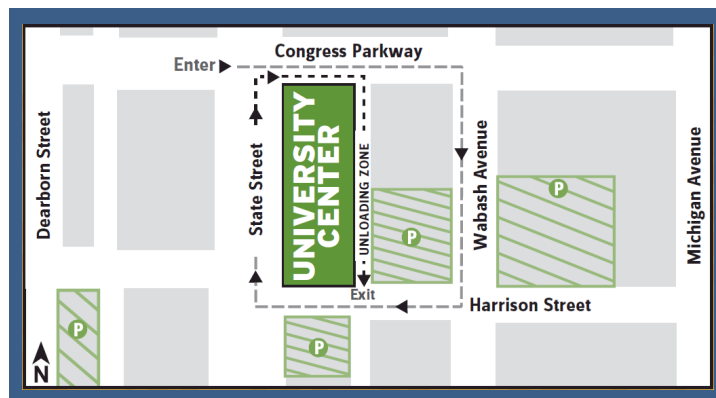 Congress Parkway
Enter
Dearborn Street
State Street
UNIVERSITY
CENTER
UNLOADING ZONE
Wabash Avenue
Michigan Avenue
P
P
Exit
Harrison Street
P
P
N